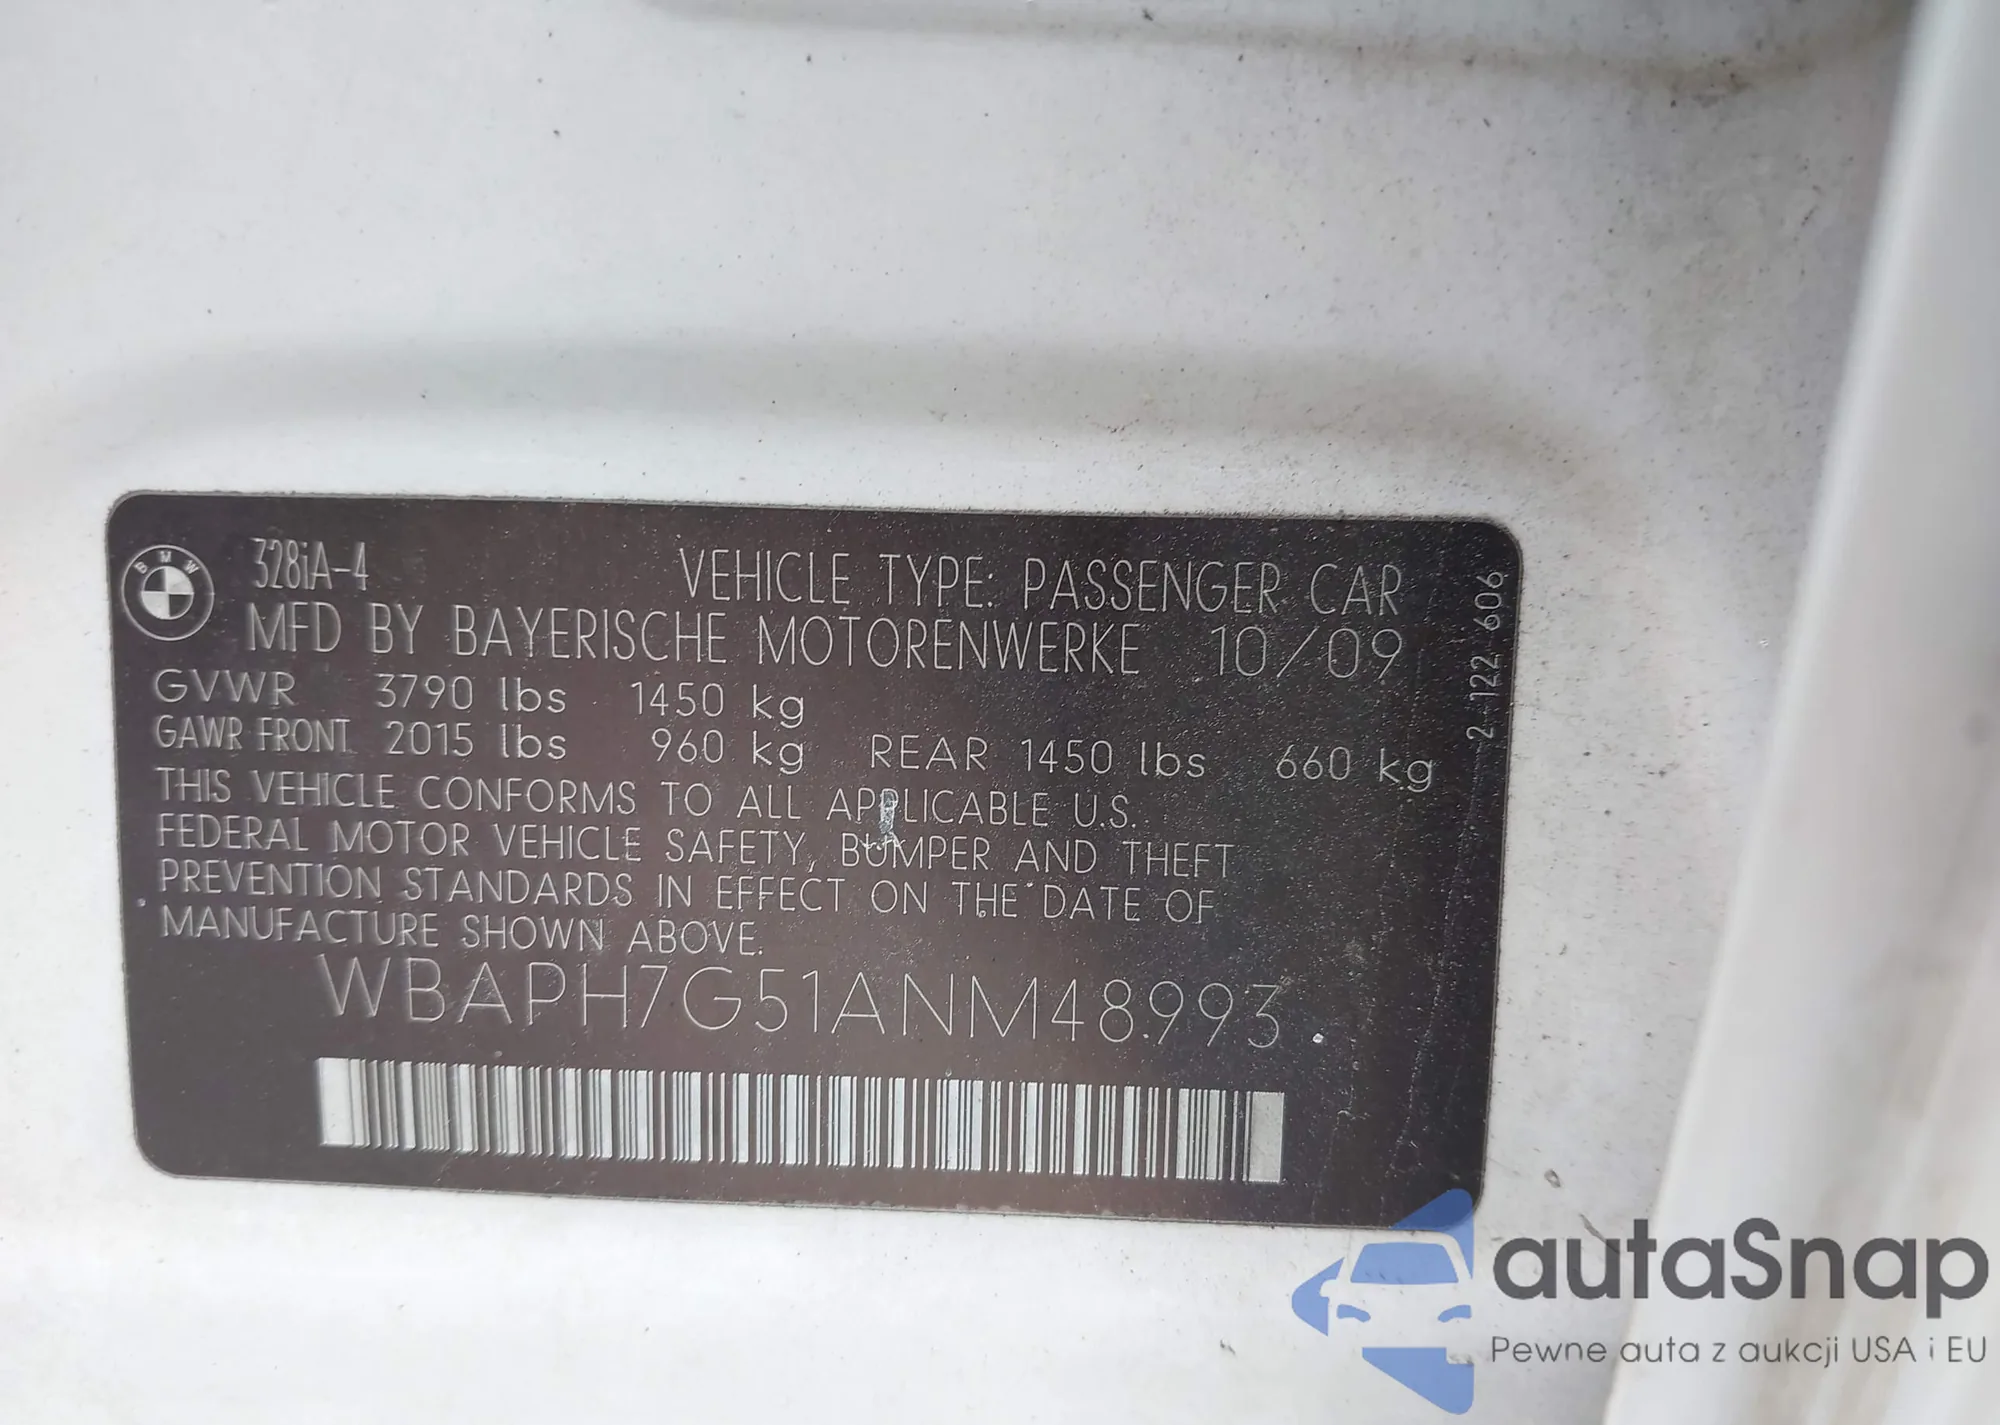 BMW
328iA-4
VEHICLE TYPE: PASSENGER CAR
MFD BY BAYERISCHE MOTORENWERKE 10/09
GVWR 3790 lbs 1450 kg
GAWR FRONT 2015 lbs 960 kg REAR 1450 lbs 660 kg
THIS VEHICLE CONFORMS TO ALL APPLICABLE U.S.
FEDERAL MOTOR VEHICLE SAFETY, BUMPER AND THEFT
PREVENTION STANDARDS IN EFFECT ON THE DATE OF
MANUFACTURE SHOWN ABOVE.
WBAPH7G51ANM48993
2 122 606
autaSnap
Pewne auta z aukcji USA i EU